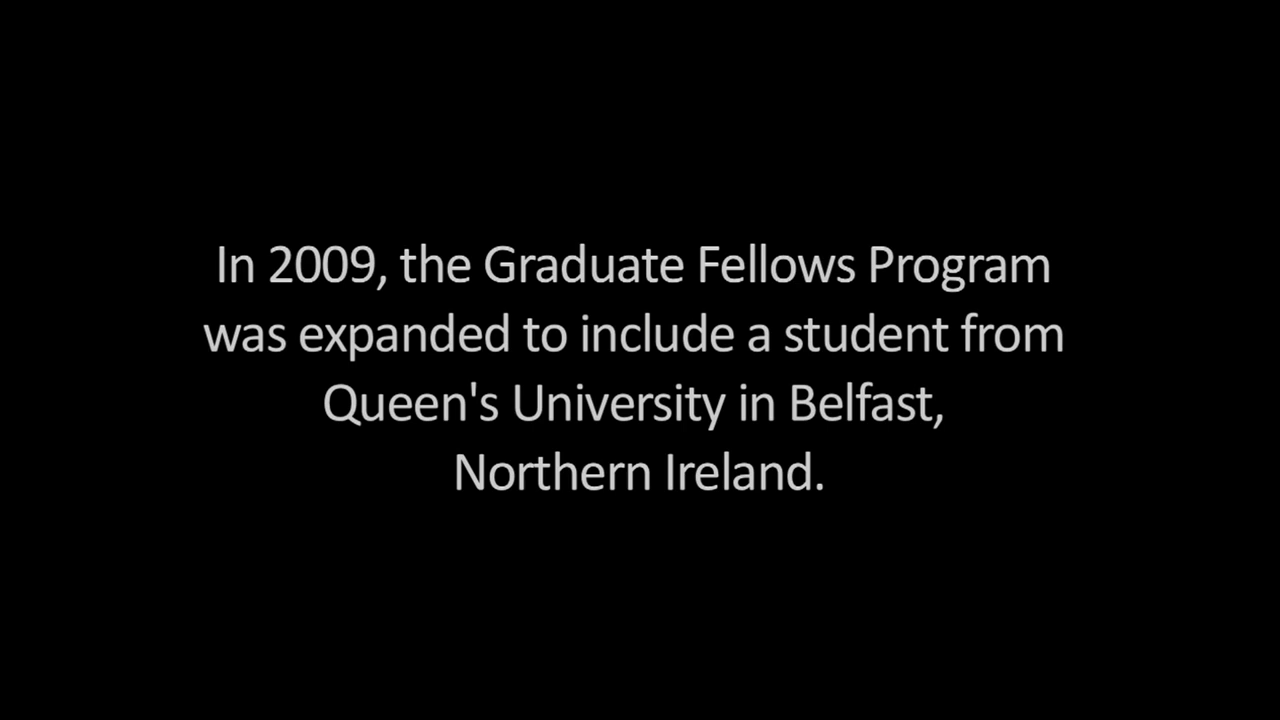 In 2009, the Graduate Fellows Program
was expanded to include a student from
Queen's University in Belfast,
Northern Ireland.